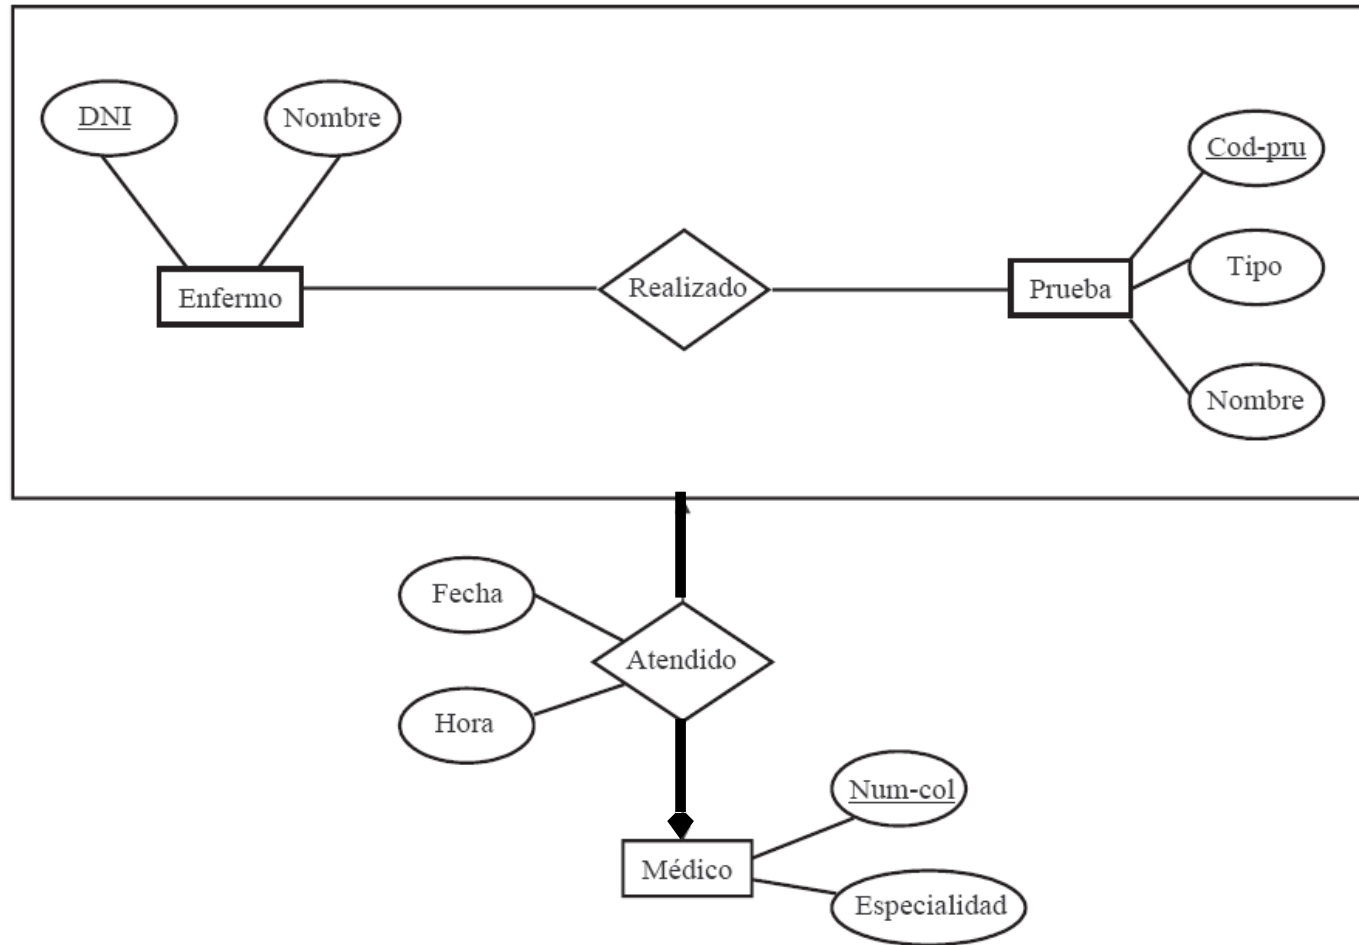 DNI
Nombre
Cod-pru
Tipo
Enfermo
Realizado
Prueba
Nombre
Fecha
Atendido
Hora
Num-col
Médico
Especialidad